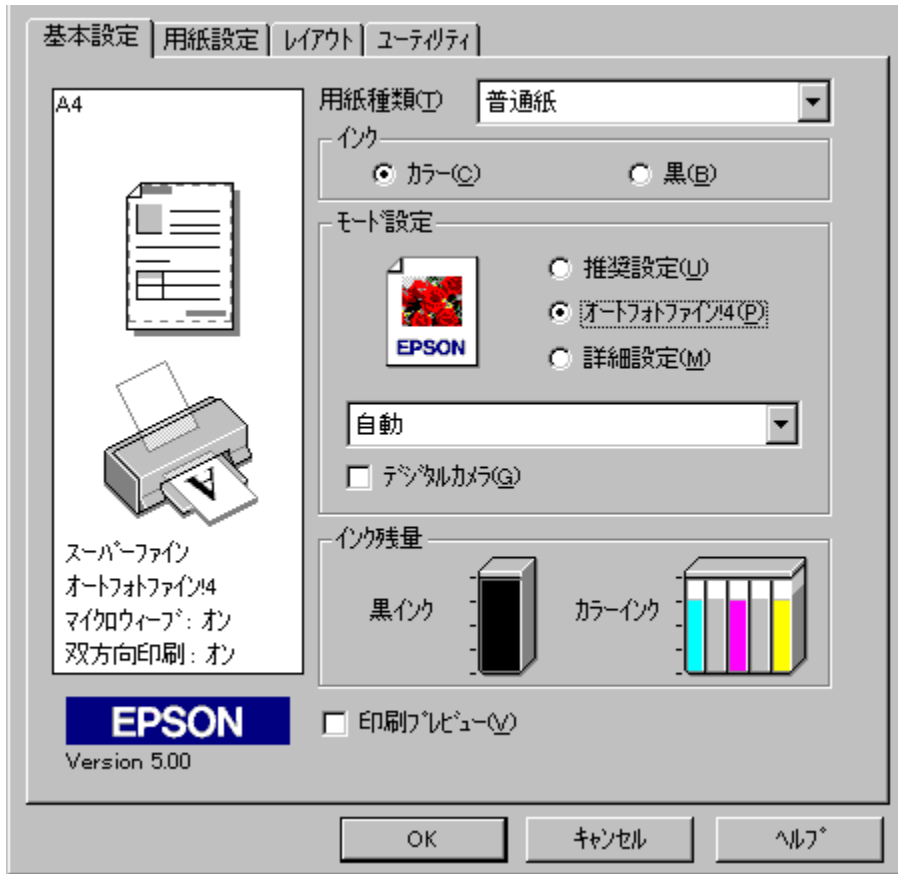 基本設定 用紙設定 レイアウト ユーティリティ
A4
用紙種類(T) 普通紙
インク
カラー(C) 黒(B)
モード設定
EPSON
推奨設定(U)
オートフォトファイン!4(P)
詳細設定(M)
自動
デジタルカメラ(G)
A
スーパーファイン
オートフォトファイン!4
マイクロウィーブ: オン
双方向印刷: オン
インク残量
黒インク カラーインク
EPSON
Version 5.00
印刷プレビュー(V)
OK キャンセル ヘルプ